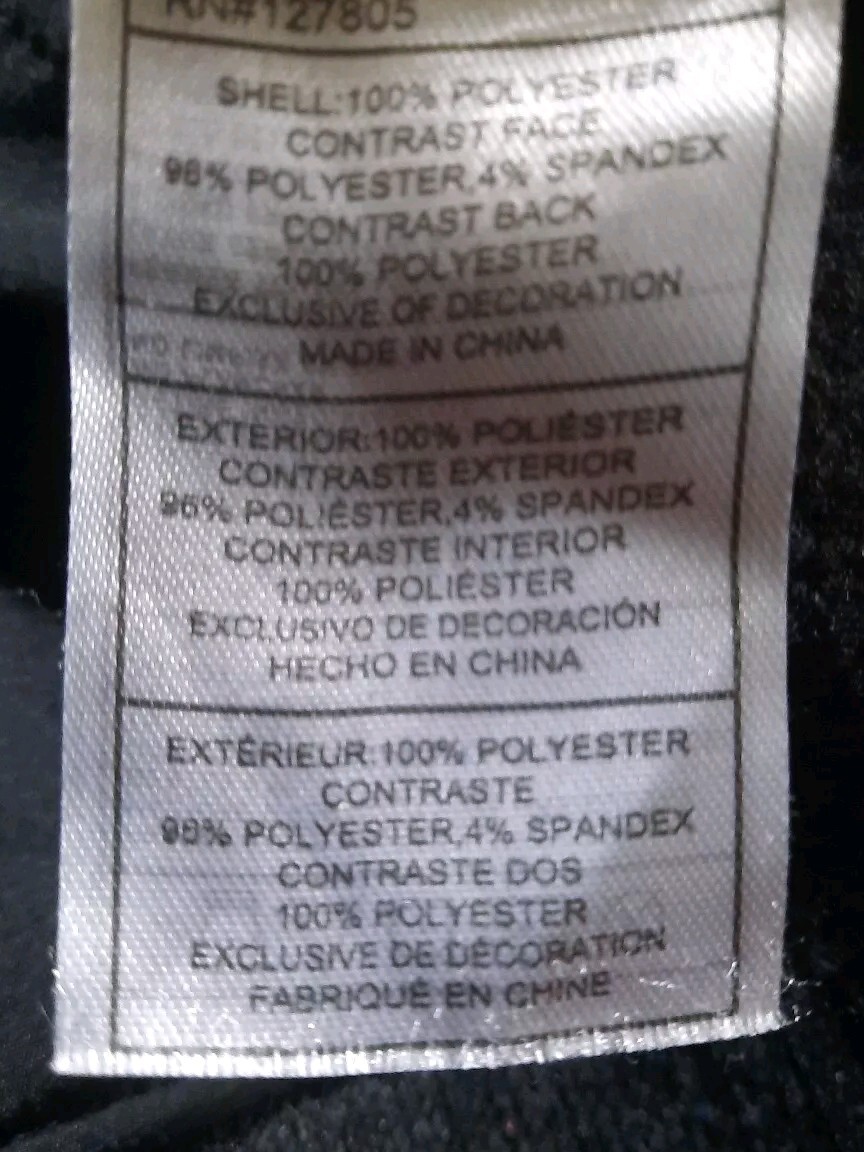 RN#127805
SHELL:100% POLYESTER
CONTRAST FACE
96% POLYESTER,4% SPANDEX
CONTRAST BACK
100% POLYESTER
EXCLUSIVE OF DECORATION
MADE IN CHINA
EXTERIOR:100% POLIÉSTER
CONTRASTE EXTERIOR
96% POLIÉSTER,4% SPANDEX
CONTRASTE INTERIOR
100% POLIÉSTER
EXCLUSIVO DE DECORACIÓN
HECHO EN CHINA
EXTÉRIEUR:100% POLYESTER
CONTRASTE
96% POLYESTER,4% SPANDEX
CONTRASTE DOS
100% POLYESTER
EXCLUSIVE DE DÉCORATION
FABRIQUÉ EN CHINE